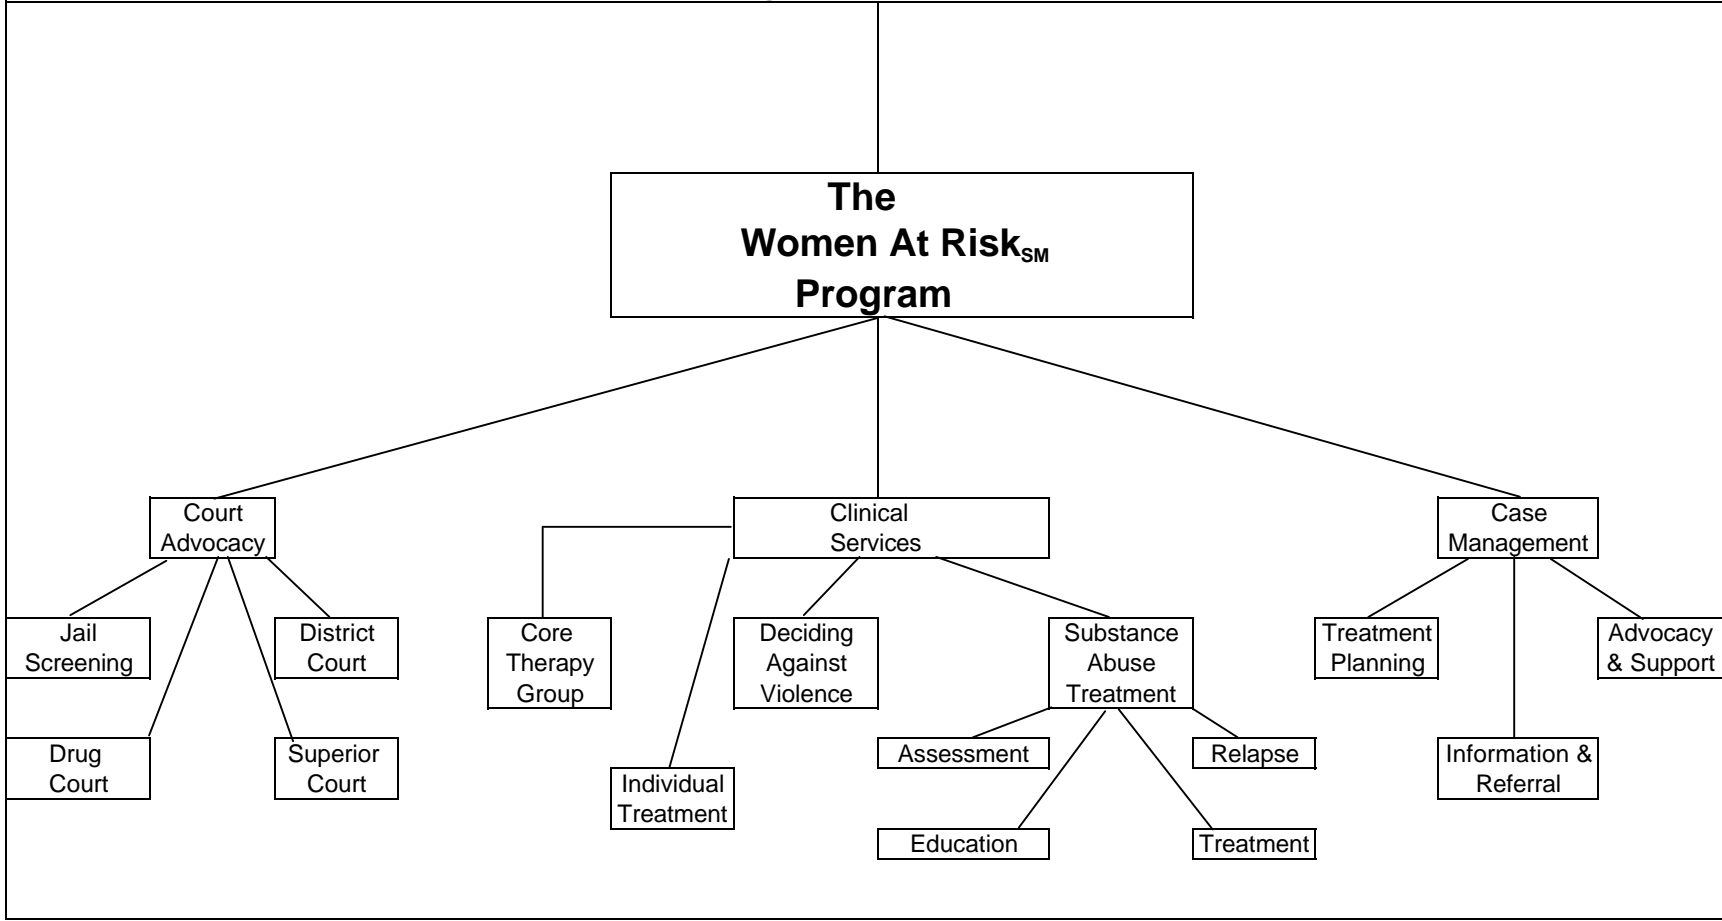 The
Women At RiskSM
Program
Court
Advocacy
Clinical
Services
Case
Management
Jail
Screening
District
Court
Core
Therapy
Group
Deciding
Against
Violence
Substance
Abuse
Treatment
Treatment
Planning
Advocacy
& Support
Drug
Court
Superior
Court
Individual
Treatment
Assessment
Relapse
Information &
Referral
Education
Treatment